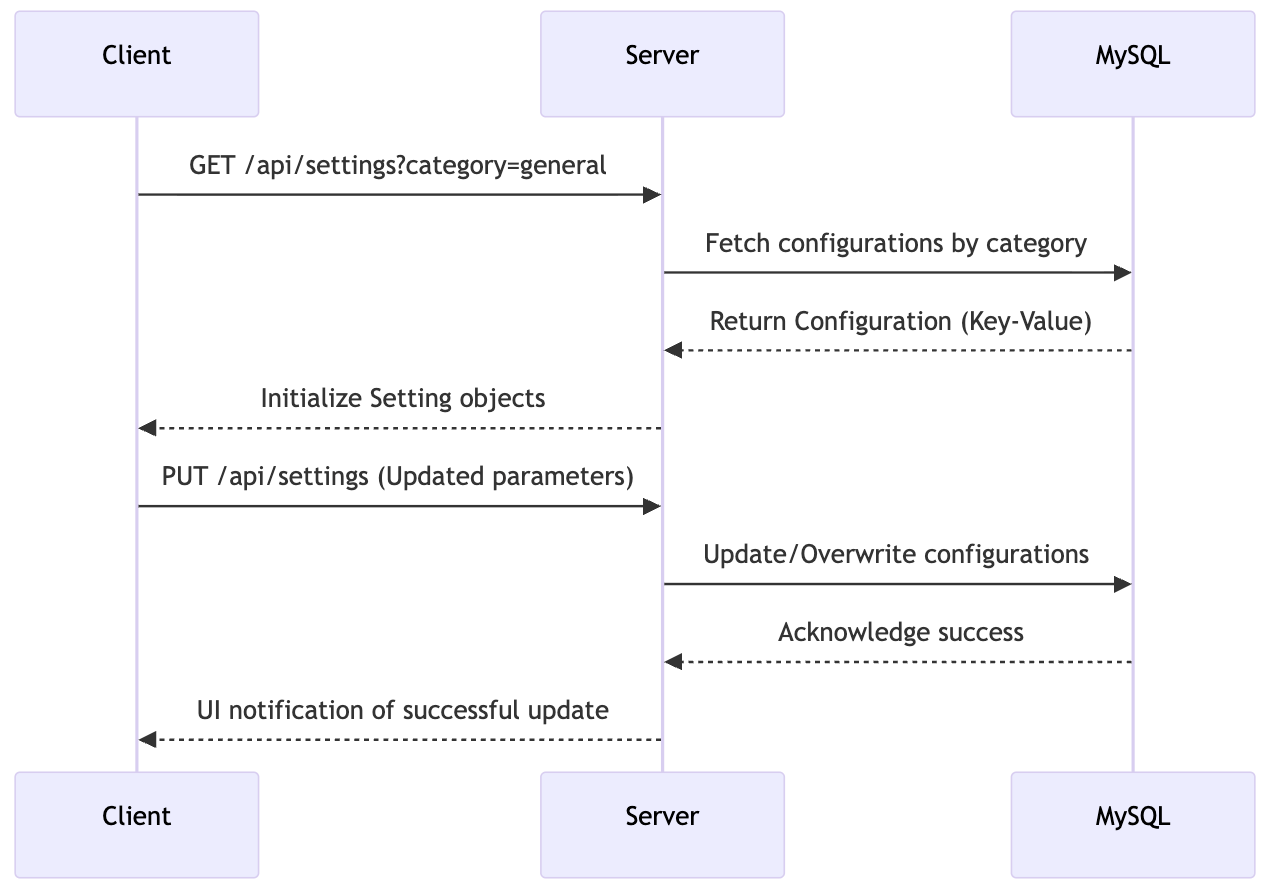 Client
Server
MySQL
GET /api/settings?category=general
Fetch configurations by category
Return Configuration (Key-Value)
Initialize Setting objects
PUT /api/settings (Updated parameters)
Update/Overwrite configurations
Acknowledge success
UI notification of successful update
Client
Server
MySQL